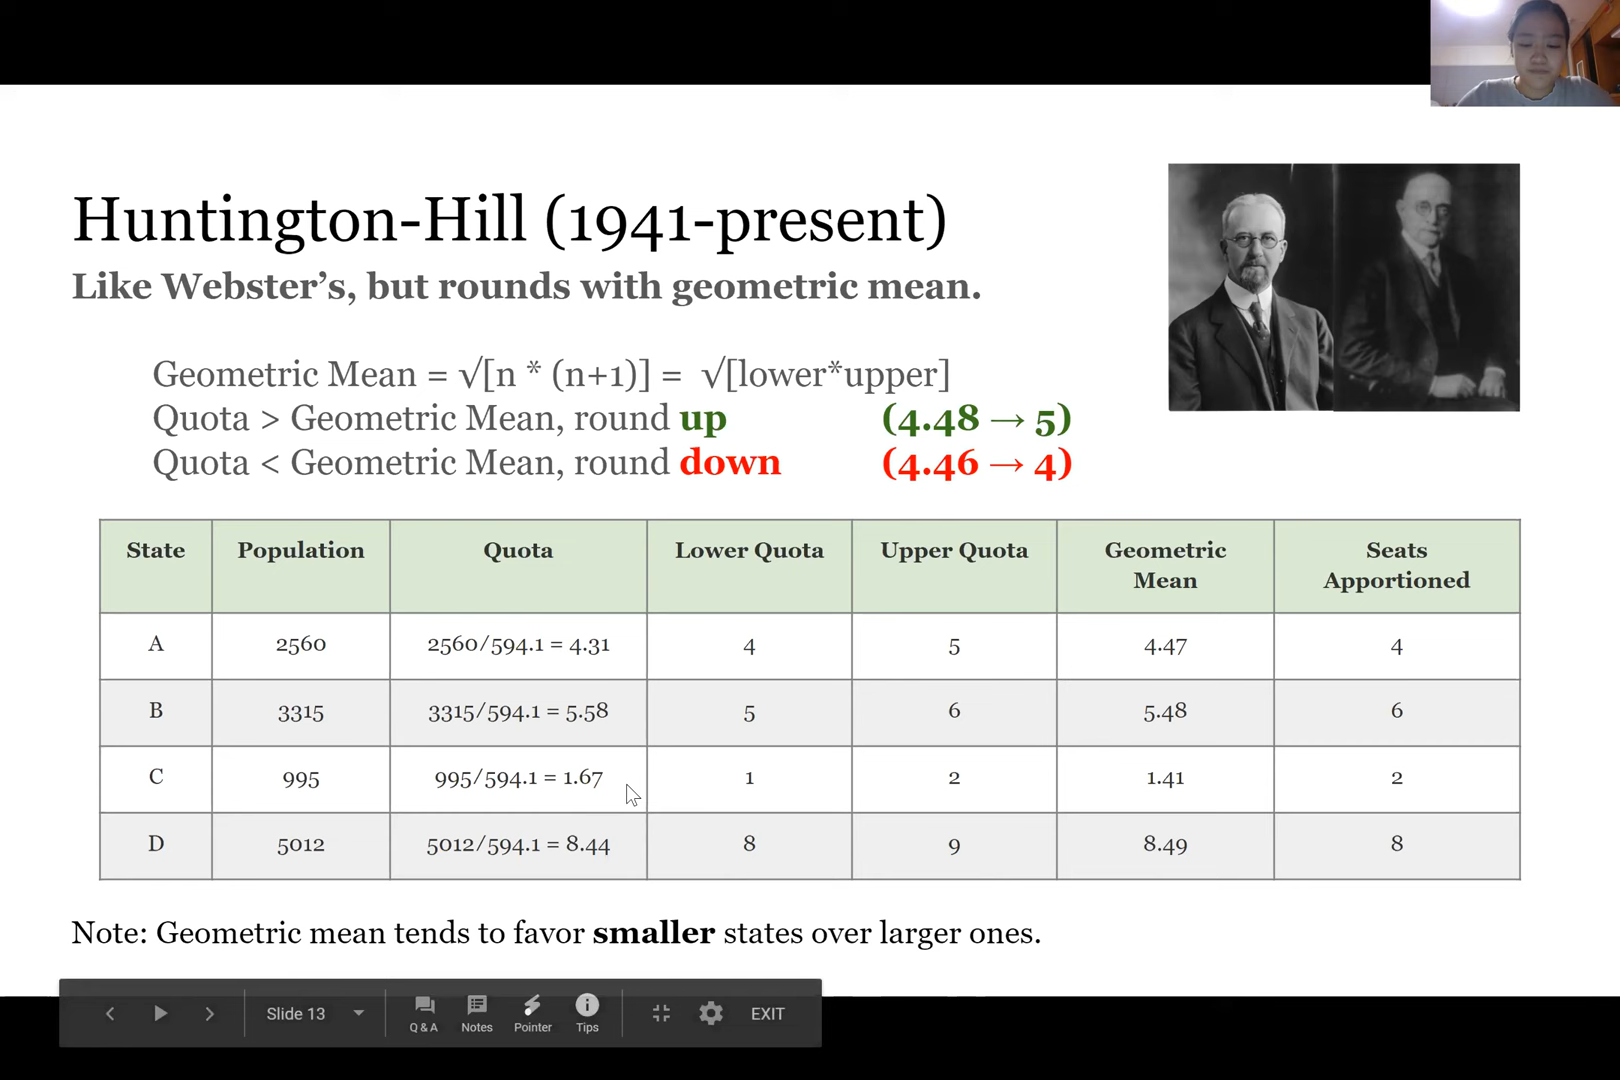 Huntington-Hill (1941-present)
Like Webster's, but rounds with geometric mean.
Geometric Mean = √[n * (n+1)] = √[lower*upper]
Quota > Geometric Mean, round up (4.48 → 5)
Quota < Geometric Mean, round down (4.46 → 4)
State Population Quota Lower Quota Upper Quota Geometric Mean Seats Apportioned
A 2560 2560/594.1 = 4.31 4 5 4.47 4
B 3315 3315/594.1 = 5.58 5 6 5.48 6
C 995 995/594.1 = 1.67 1 2 1.41 2
D 5012 5012/594.1 = 8.44 8 9 8.49 8
Note: Geometric mean tends to favor smaller states over larger ones.
Slide 13 Q & A Notes Pointer Tips EXIT